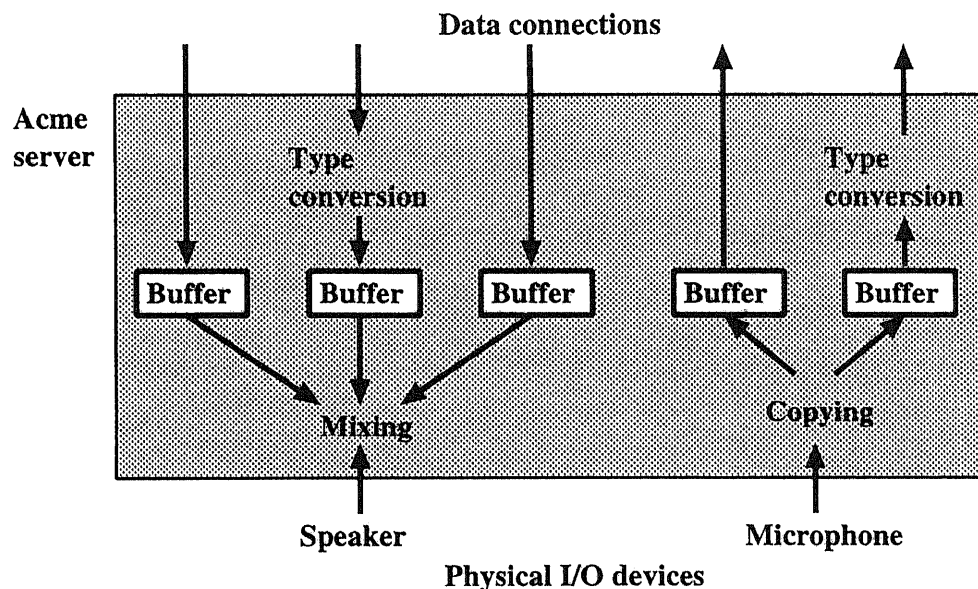 Data connections
Acme
server
Type
conversion
Type
conversion
Buffer
Buffer
Buffer
Buffer
Buffer
Mixing
Copying
Speaker
Microphone
Physical I/O devices